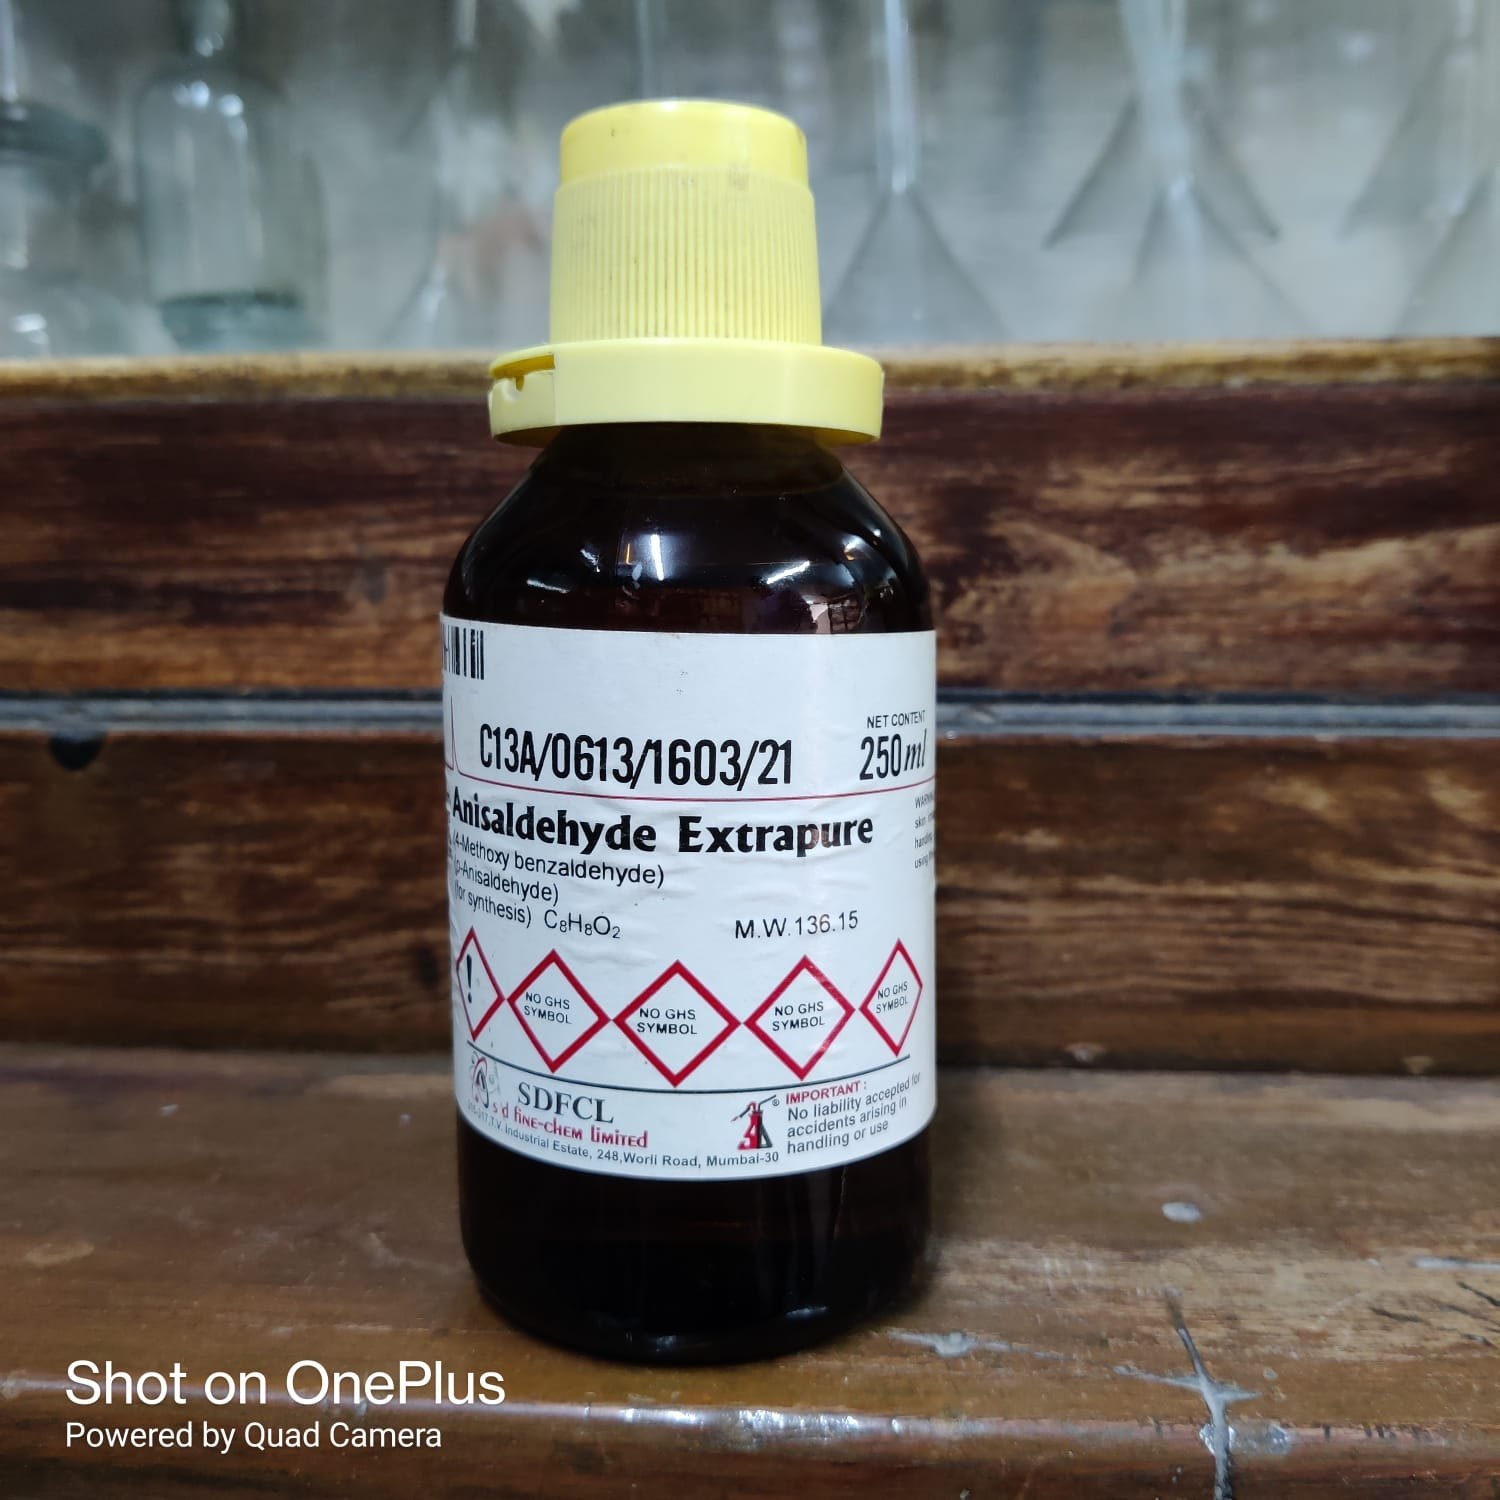 C13A/0613/1603/21
NET CONTENT
250 ml
Anisaldehyde Extrapure
(4-Methoxy benzaldehyde)
(p-Anisaldehyde)
(for synthesis) C₈H₈O₂
M.W.136.15
!
NO GHS
SYMBOL
NO GHS
SYMBOL
NO GHS
SYMBOL
NO GHS
SYMBOL
SDFCL
s d fiNE-cHEM limiTEd
T.V. Industrial Estate, 248,Worli Road, Mumbai-30
®
IMPORTANT :
No liability accepted for
accidents arising in
handling or use
Shot on OnePlus
Powered by Quad Camera